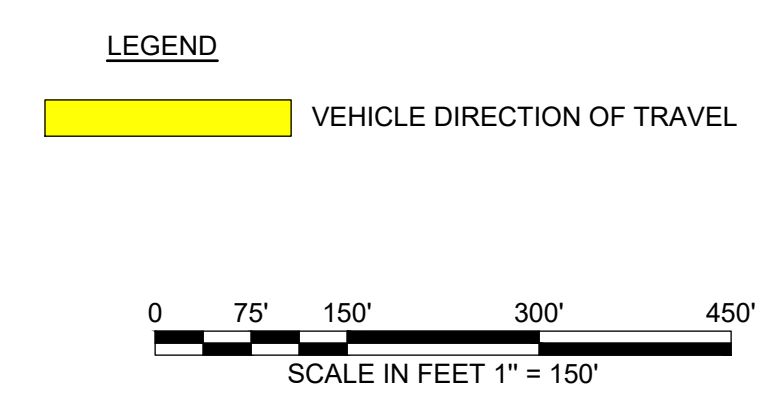 LEGEND
VEHICLE DIRECTION OF TRAVEL
0 75' 150' 300' 450'
SCALE IN FEET 1" = 150'